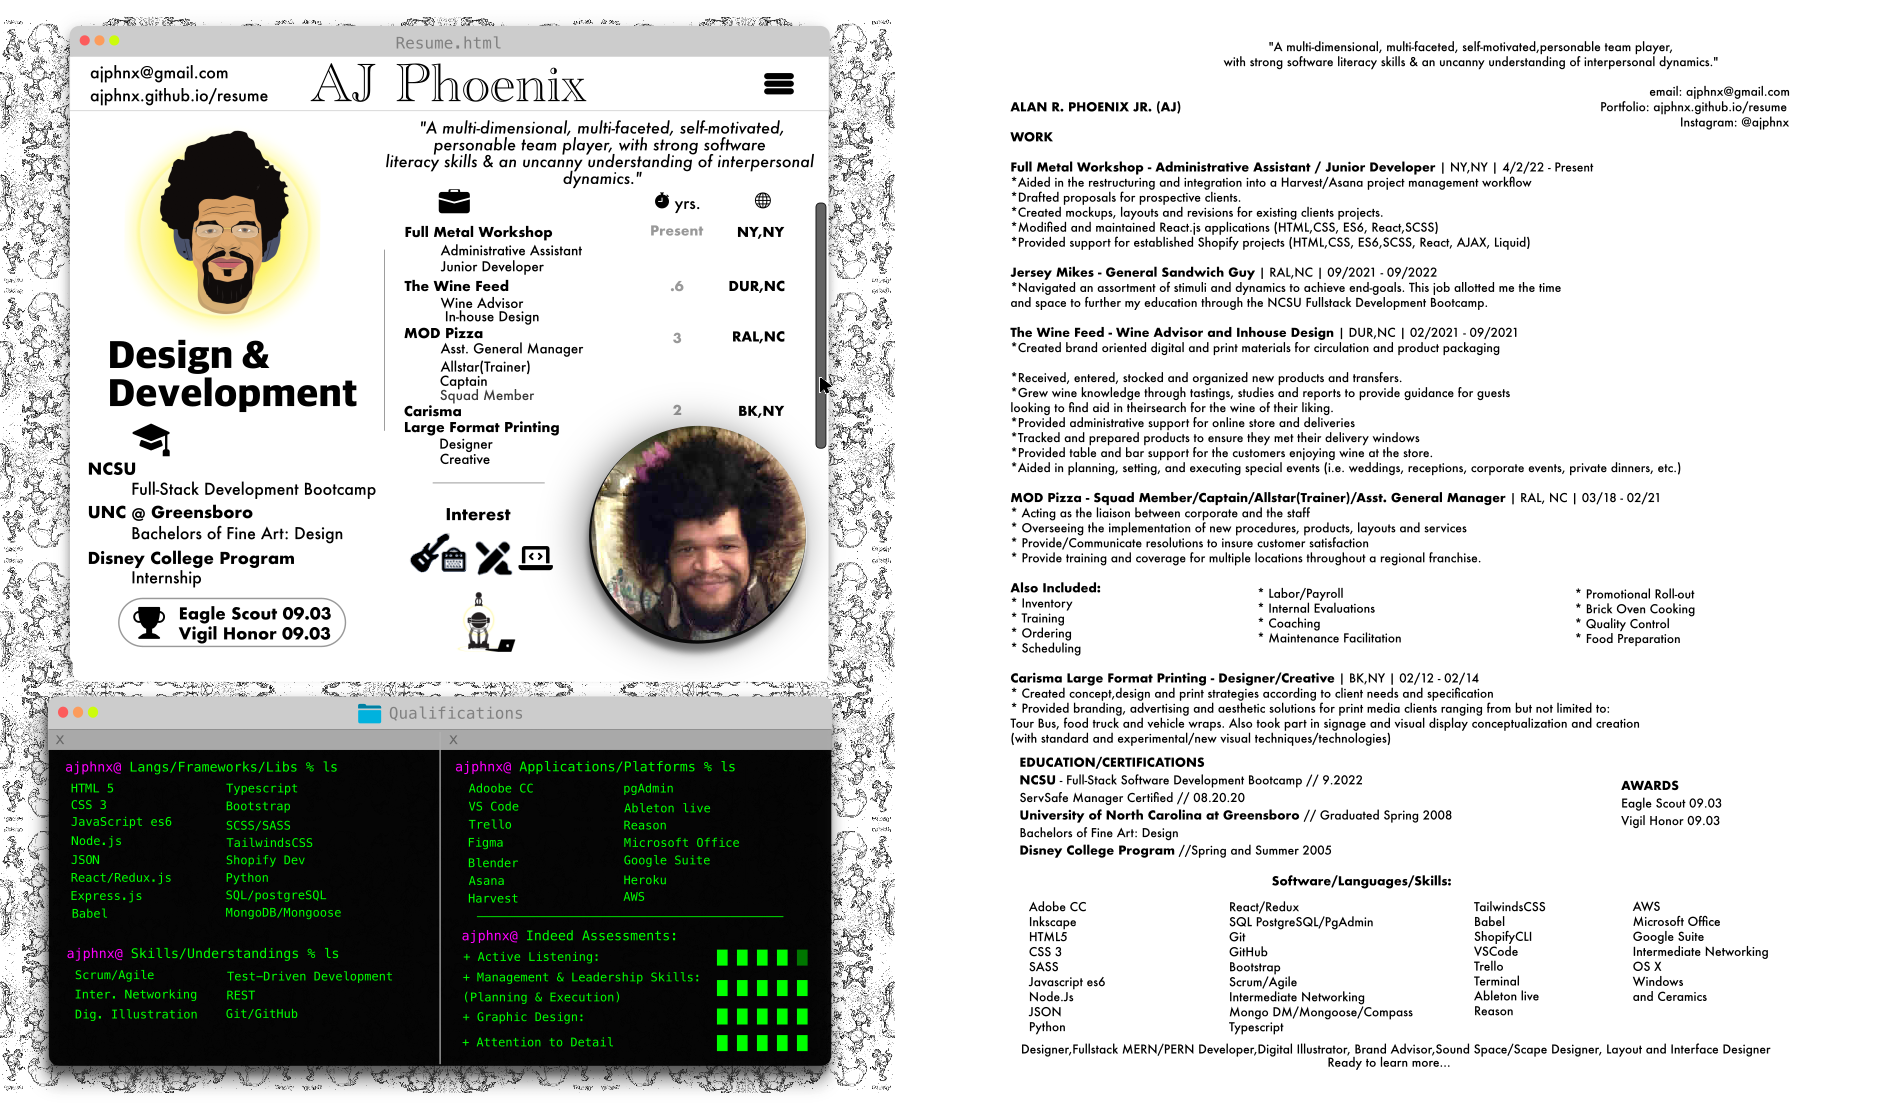 Resume.html
ajphnx@gmail.com
ajphnx.github.io/resume
AJ Phoenix
"A multi-dimensional, multi-faceted, self-motivated,
personable team player, with strong software
literacy skills & an uncanny understanding of interpersonal
dynamics."
yrs.
Full Metal Workshop Present NY,NY
Administrative Assistant
Junior Developer
The Wine Feed .6 DUR,NC
Wine Advisor
In-house Design
MOD Pizza 3 RAL,NC
Asst. General Manager
Allstar(Trainer)
Captain
Squad Member
Carisma 2 BK,NY
Large Format Printing
Designer
Creative
Interest
Design &
Development
NCSU
Full-Stack Development Bootcamp
UNC @ Greensboro
Bachelors of Fine Art: Design
Disney College Program
Internship
Eagle Scout 09.03
Vigil Honor 09.03
Qualifications
X X
ajphnx@ Langs/Frameworks/Libs % ls
HTML 5 Typescript
CSS 3 Bootstrap
JavaScript es6 SCSS/SASS
Node.js TailwindsCSS
JSON Shopify Dev
React/Redux.js Python
Express.js SQL/postgreSQL
Babel MongoDB/Mongoose
ajphnx@ Skills/Understandings % ls
Scrum/Agile Test-Driven Development
Inter. Networking REST
Dig. Illustration Git/GitHub
ajphnx@ Applications/Platforms % ls
Adoobe CC pgAdmin
VS Code Ableton live
Trello Reason
Figma Microsoft Office
Blender Google Suite
Asana Heroku
Harvest AWS
ajphnx@ Indeed Assessments:
+ Active Listening:
+ Management & Leadership Skills:
(Planning & Execution)
+ Graphic Design:
+ Attention to Detail
"A multi-dimensional, multi-faceted, self-motivated,personable team player,
with strong software literacy skills & an uncanny understanding of interpersonal dynamics."
email: ajphnx@gmail.com
ALAN R. PHOENIX JR. (AJ) Portfolio: ajphnx.github.io/resume
Instagram: @ajphnx
WORK
Full Metal Workshop - Administrative Assistant / Junior Developer | NY,NY | 4/2/22 - Present
*Aided in the restructuring and integration into a Harvest/Asana project management workflow
*Drafted proposals for prospective clients.
*Created mockups, layouts and revisions for existing clients projects.
*Modified and maintained React.js applications (HTML,CSS, ES6, React,SCSS)
*Provided support for established Shopify projects (HTML,CSS, ES6,SCSS, React, AJAX, Liquid)
Jersey Mikes - General Sandwich Guy | RAL,NC | 09/2021 - 09/2022
*Navigated an assortment of stimuli and dynamics to achieve end-goals. This job allotted me the time
and space to further my education through the NCSU Fullstack Development Bootcamp.
The Wine Feed - Wine Advisor and Inhouse Design | DUR,NC | 02/2021 - 09/2021
*Created brand oriented digital and print materials for circulation and product packaging
*Received, entered, stocked and organized new products and transfers.
*Grew wine knowledge through tastings, studies and reports to provide guidance for guests
looking to find aid in theirsearch for the wine of their liking.
*Provided administrative support for online store and deliveries
*Tracked and prepared products to ensure they met their delivery windows
*Provided table and bar support for the customers enjoying wine at the store.
*Aided in planning, setting, and executing special events (i.e. weddings, receptions, corporate events, private dinners, etc.)
MOD Pizza - Squad Member/Captain/Allstar(Trainer)/Asst. General Manager | RAL, NC | 03/18 - 02/21
* Acting as the liaison between corporate and the staff
* Overseeing the implementation of new procedures, products, layouts and services
* Provide/Communicate resolutions to insure customer satisfaction
* Provide training and coverage for multiple locations throughout a regional franchise.
Also Included:
* Inventory * Labor/Payroll * Promotional Roll-out
* Training * Internal Evaluations * Brick Oven Cooking
* Ordering * Coaching * Quality Control
* Scheduling * Maintenance Facilitation * Food Preparation
Carisma Large Format Printing - Designer/Creative | BK,NY | 02/12 - 02/14
* Created concept,design and print strategies according to client needs and specification
* Provided branding, advertising and aesthetic solutions for print media clients ranging from but not limited to:
Tour Bus, food truck and vehicle wraps. Also took part in signage and visual display conceptualization and creation
(with standard and experimental/new visual techniques/technologies)
EDUCATION/CERTIFICATIONS
NCSU - Full-Stack Software Development Bootcamp // 9.2022
ServSafe Manager Certified // 08.20.20
University of North Carolina at Greensboro // Graduated Spring 2008
Bachelors of Fine Art: Design
Disney College Program //Spring and Summer 2005
AWARDS
Eagle Scout 09.03
Vigil Honor 09.03
Software/Languages/Skills:
Adobe CC React/Redux TailwindsCSS AWS
Inkscape SQL PostgreSQL/PgAdmin Babel Microsoft Office
HTML5 Git ShopifyCLI Google Suite
CSS 3 GitHub VSCode Intermediate Networking
SASS Bootstrap Trello OS X
Javascript es6 Scrum/Agile Terminal Windows
Node.Js Intermediate Networking Ableton live and Ceramics
JSON Mongo DM/Mongoose/Compass Reason
Python Typescript
Designer,Fullstack MERN/PERN Developer,Digital Illustrator, Brand Advisor,Sound Space/Scape Designer, Layout and Interface Designer
Ready to learn more...